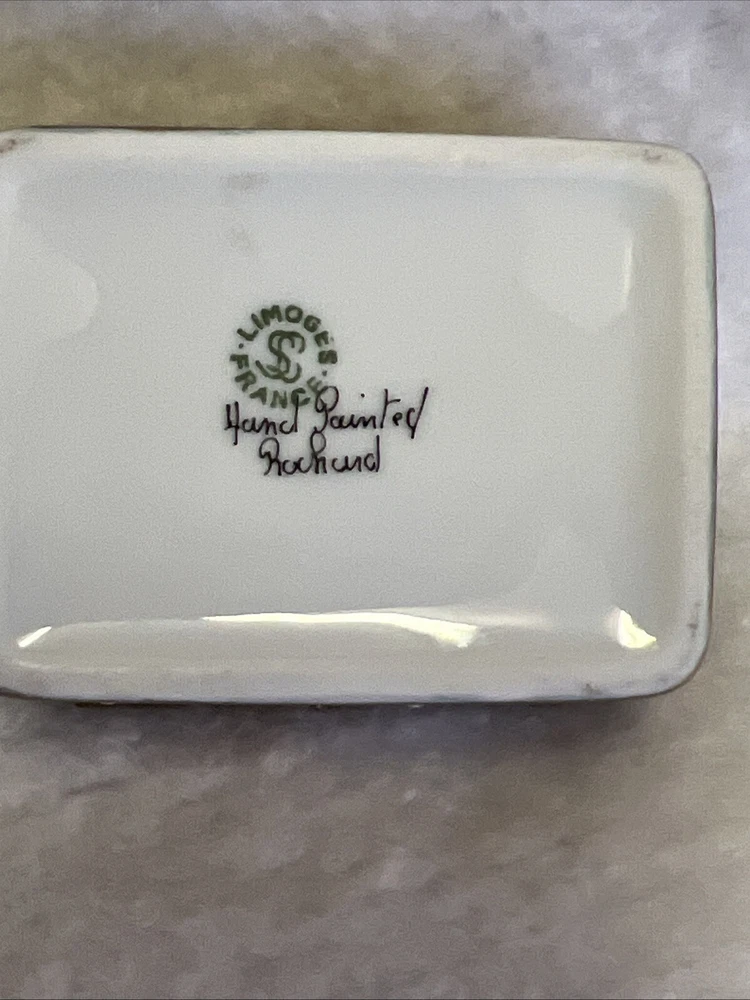 LIMOGES
FRANCE
Hand Painted
Rochard